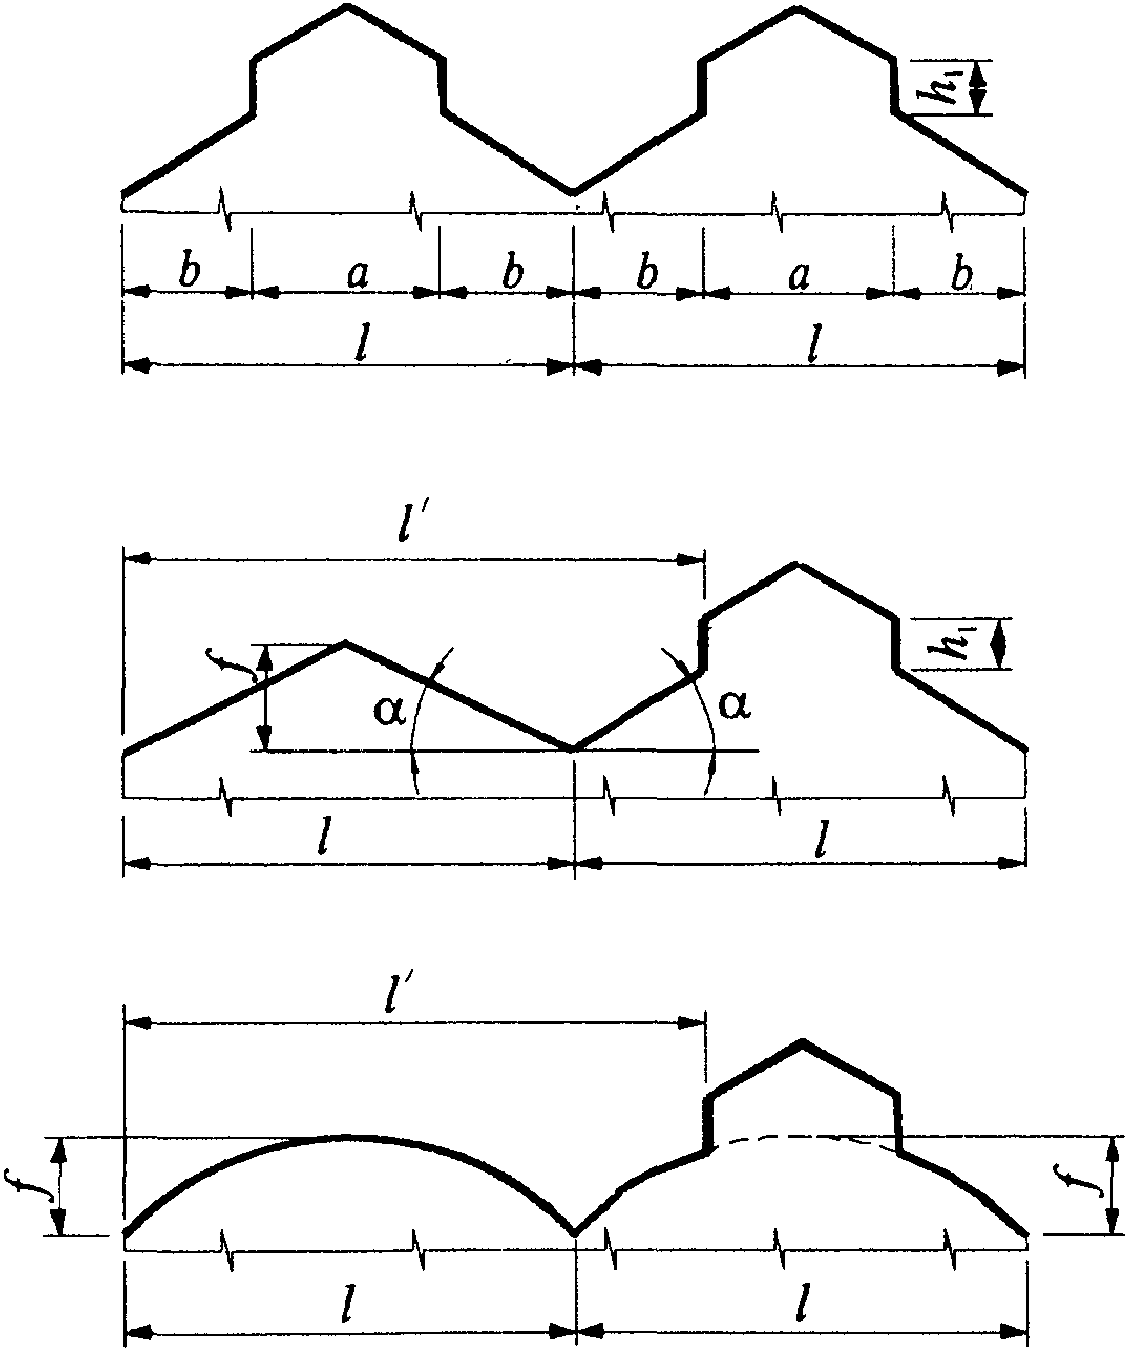 h₁
b a b b a b
l l
l′
f α α h₁
l l
l′
f f
l l